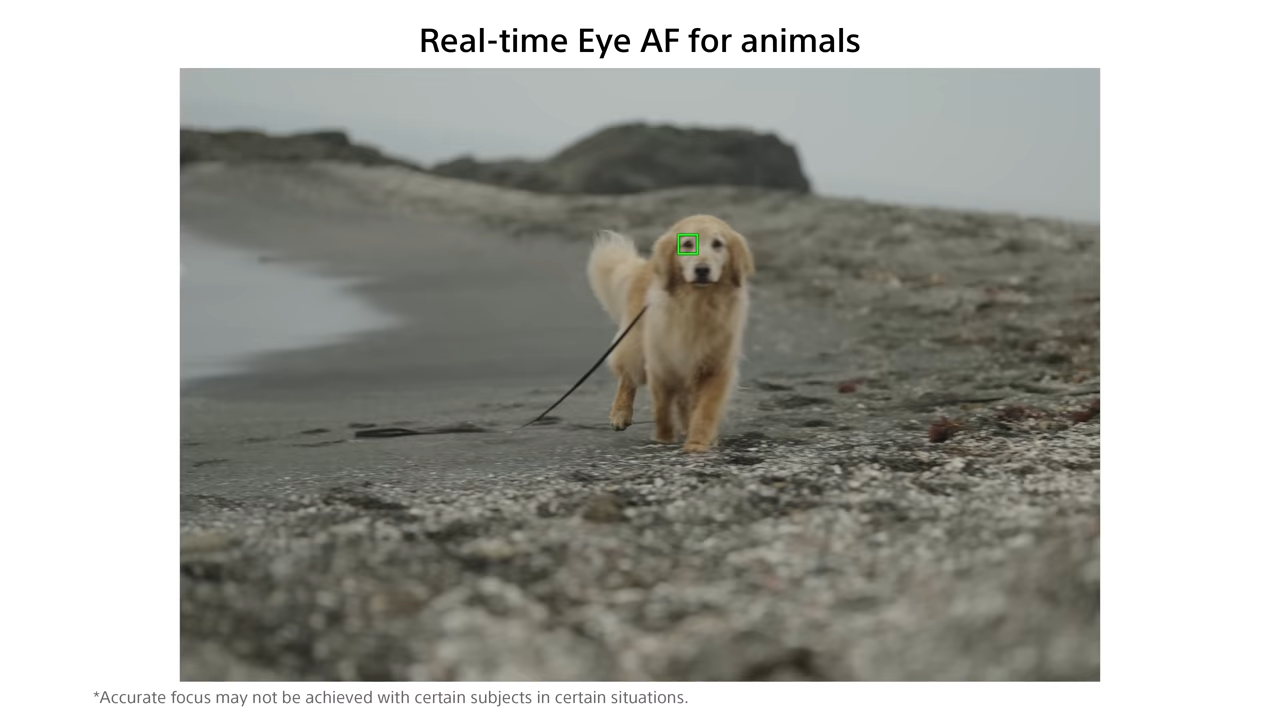 Real-time Eye AF for animals
*Accurate focus may not be achieved with certain subjects in certain situations.